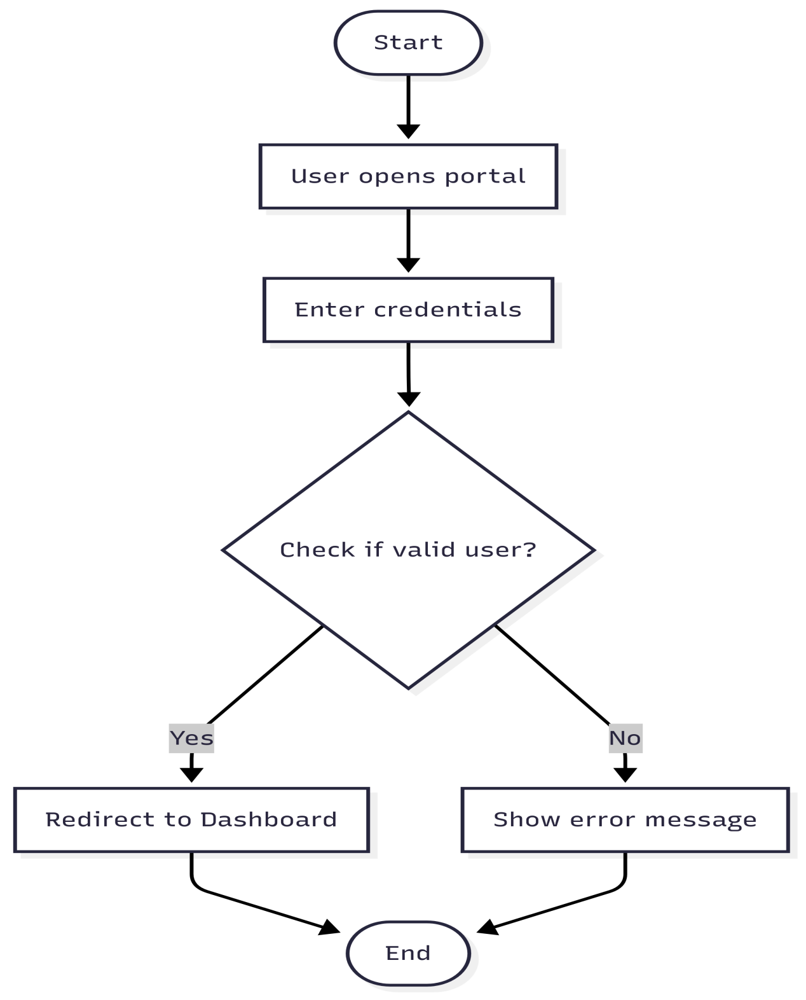 Start
User opens portal
Enter credentials
Check if valid user?
Yes
No
Redirect to Dashboard
Show error message
End